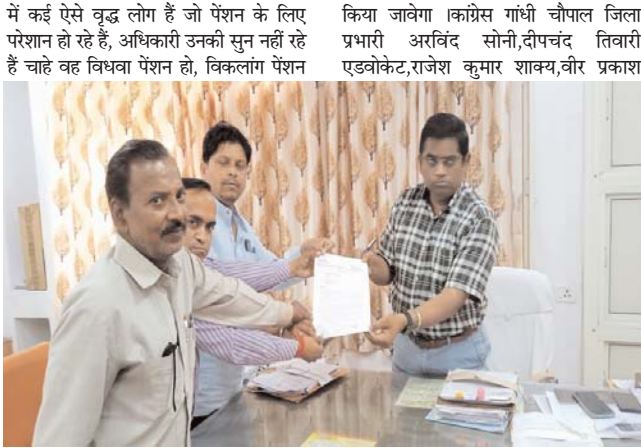 में कई ऐसे वृद्ध लोग हैं जो पेंशन के लिए
परेशान हो रहे हैं, अधिकारी उनकी सुन नहीं रहे
हैं चाहे वह विधवा पेंशन हो, विकलांग पेंशन
किया जावेगा ।कांग्रेस गांधी चौपाल जिला
प्रभारी अरविंद सोनी,दीपचंद तिवारी
एडवोकेट,राजेश कुमार शाक्य,वीर प्रकाश